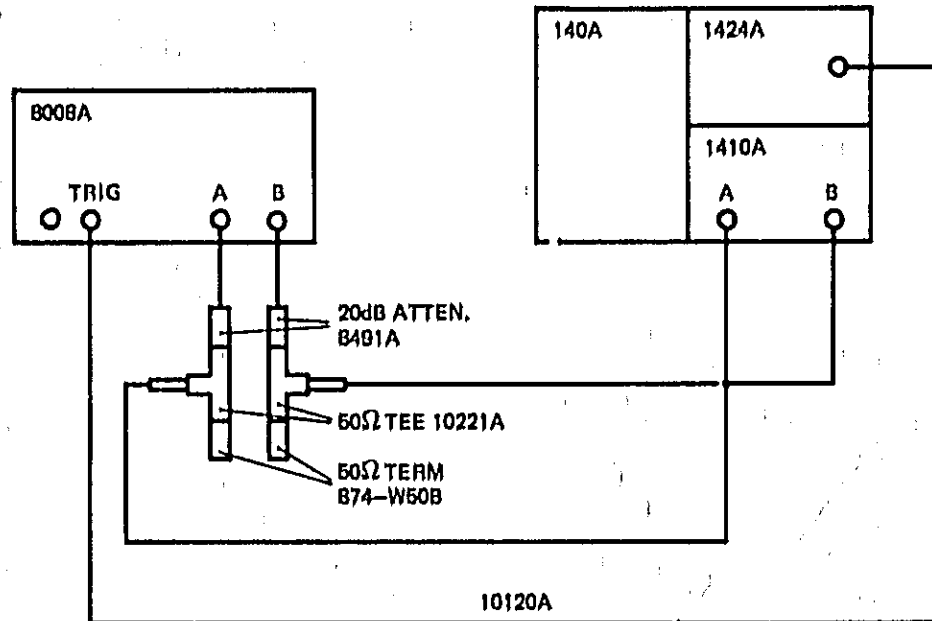 140A
1424A
8008A
1410A
TRIG
A
B
A
B
20dB ATTEN.
8491A
50Ω TEE 10221A
50Ω TERM
874–W50B
10120A